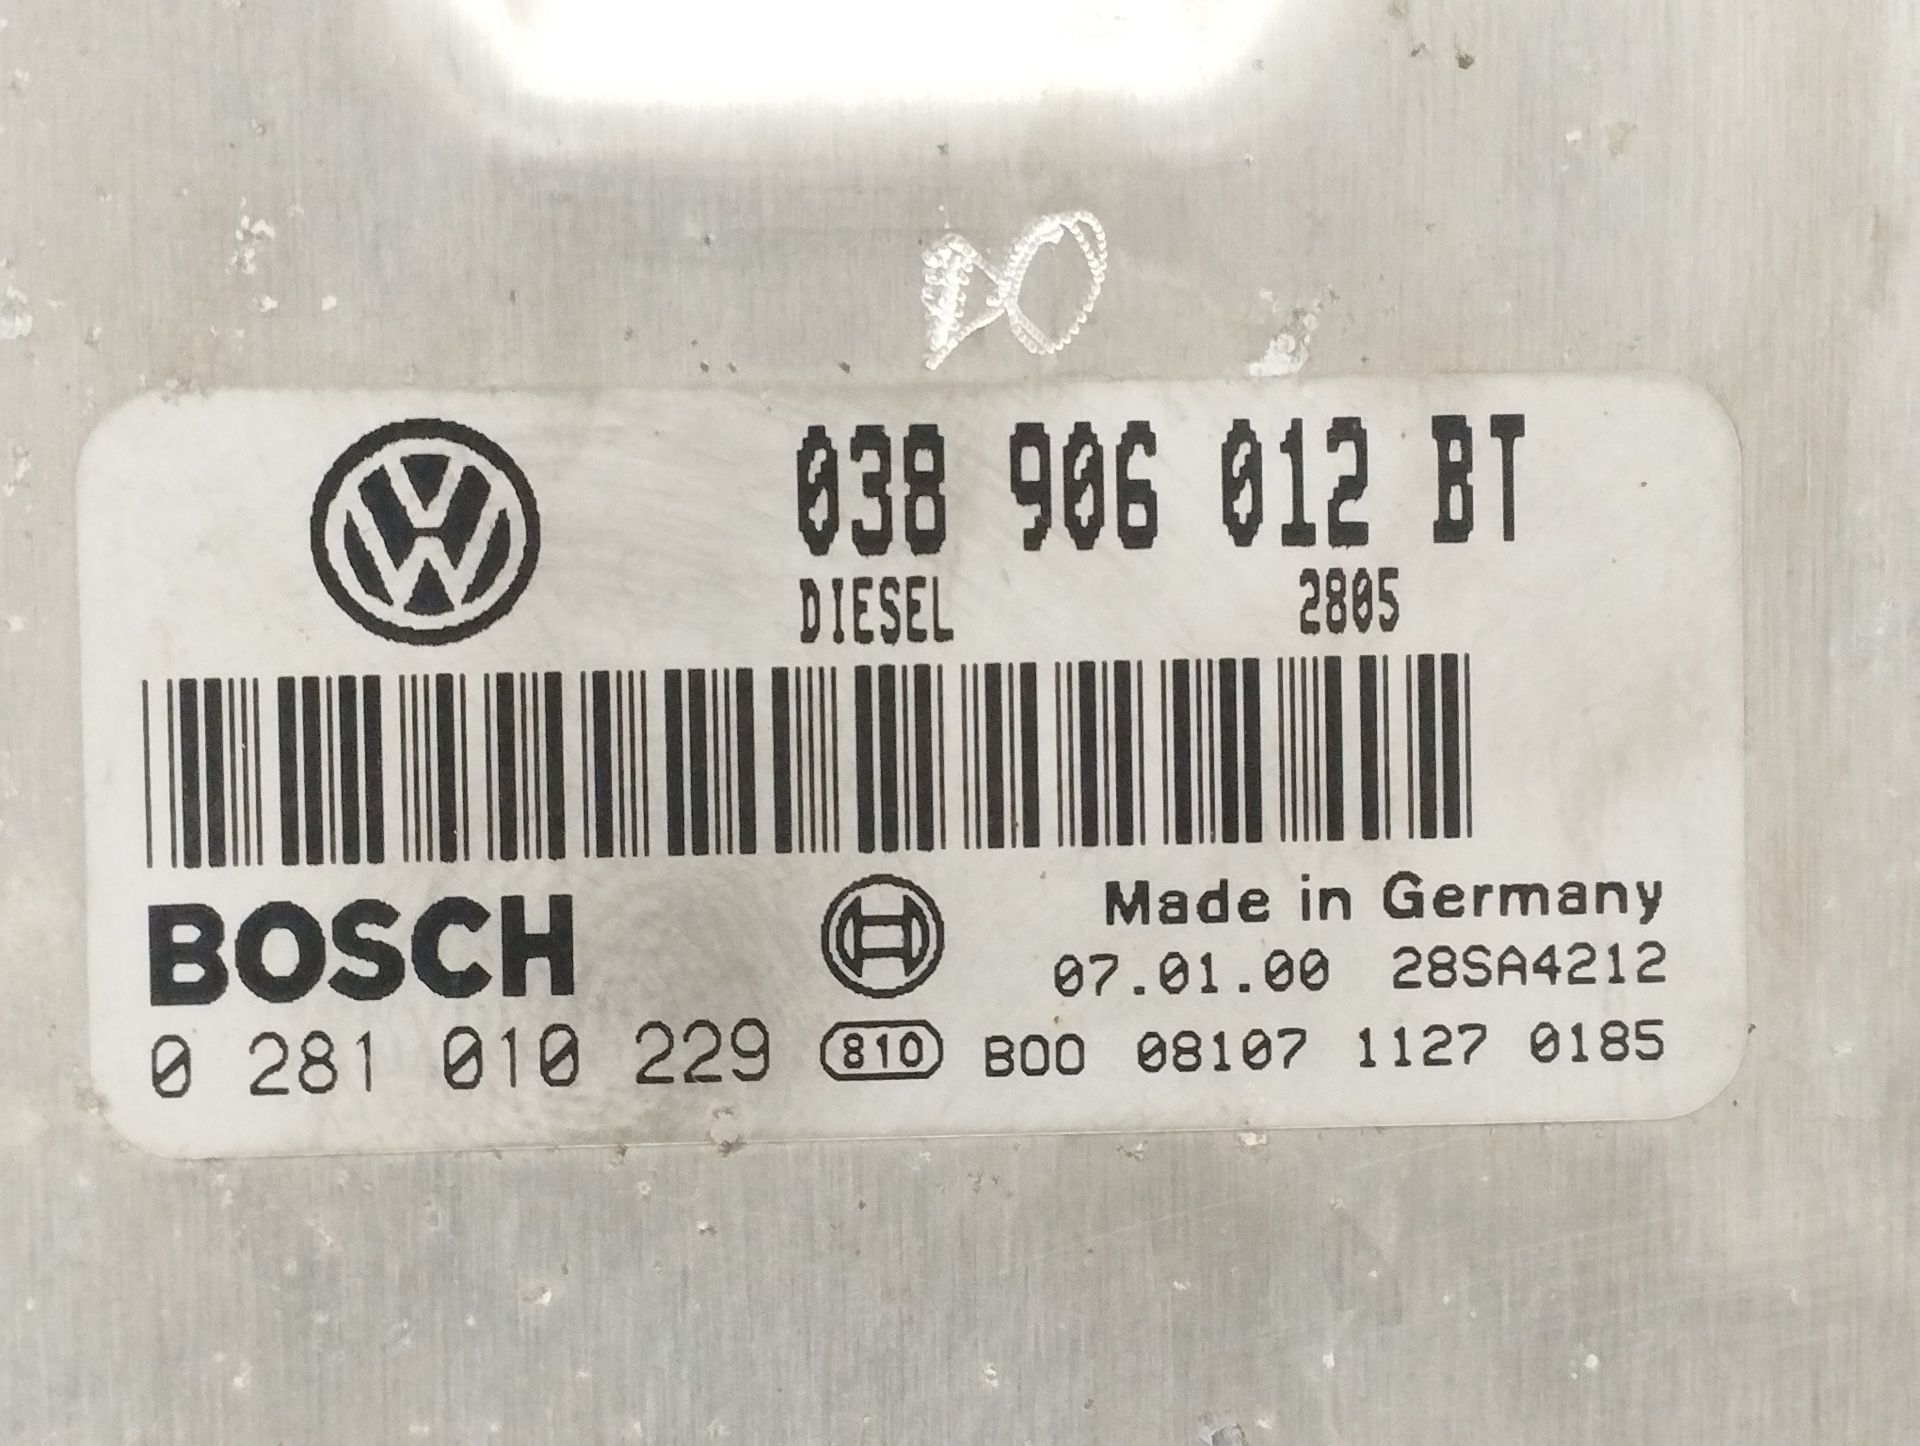 038 906 012 BT
DIESEL 2805
BOSCH
Made in Germany
07.01.00 28SA4212
0 281 010 229 810 B00 08107 1127 0185